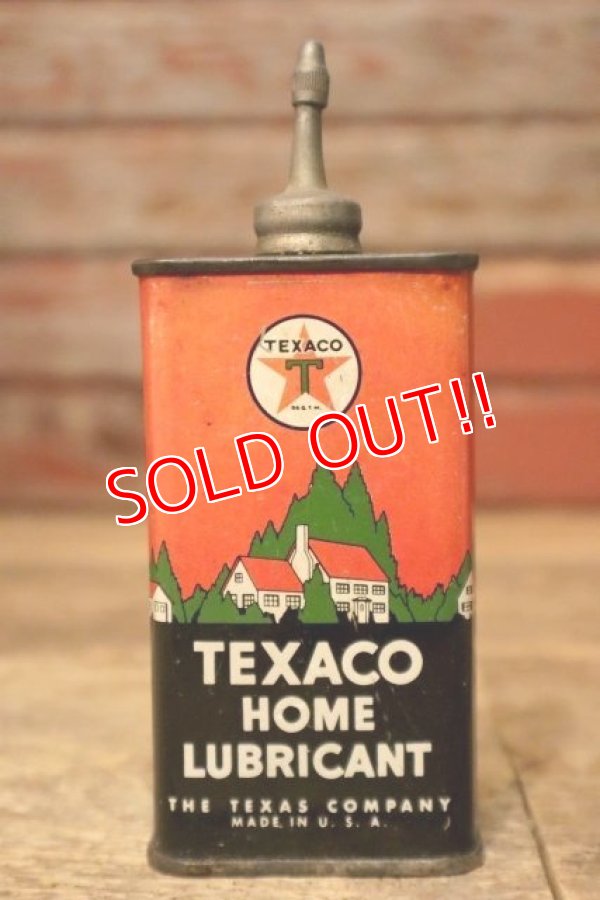 TEXACO
T
REG. T.M.
SOLD OUT!!
TEXACO
HOME
LUBRICANT
THE TEXAS COMPANY
MADE IN U. S. A.